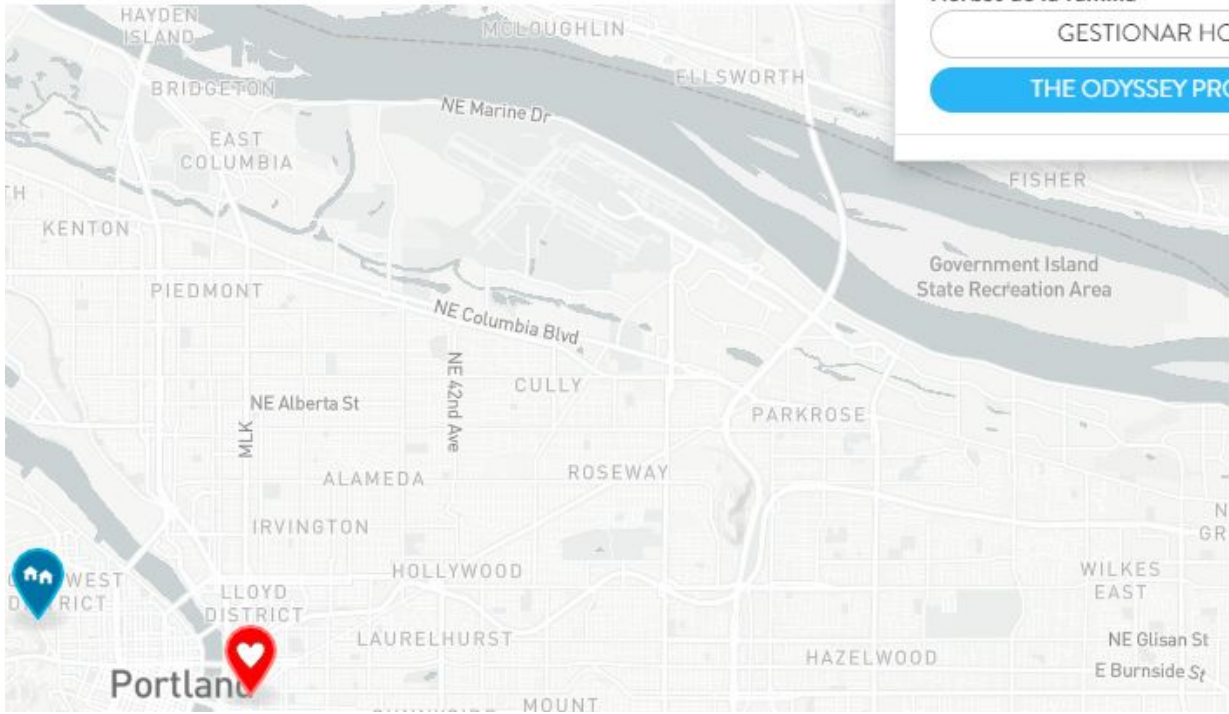 GESTIONAR HO
THE ODYSSEY PRO
HAYDEN
ISLAND
MCLOUGHLIN
BRIDGETON
ELLSWORTH
NE Marine Dr
EAST
COLUMBIA
FISHER
KENTON
Government Island
State Recreation Area
PIEDMONT
NE Columbia Blvd
NE 42nd Ave
CULLY
NE Alberta St
PARKROSE
MLK
ALAMEDA
ROSEWAY
IRVINGTON
HOLLYWOOD
WILKES
EAST
WEST
LLOYD
DISTRICT
LAURELHURST
HAZELWOOD
NE Glisan St
E Burnside St
Portland
MOUNT